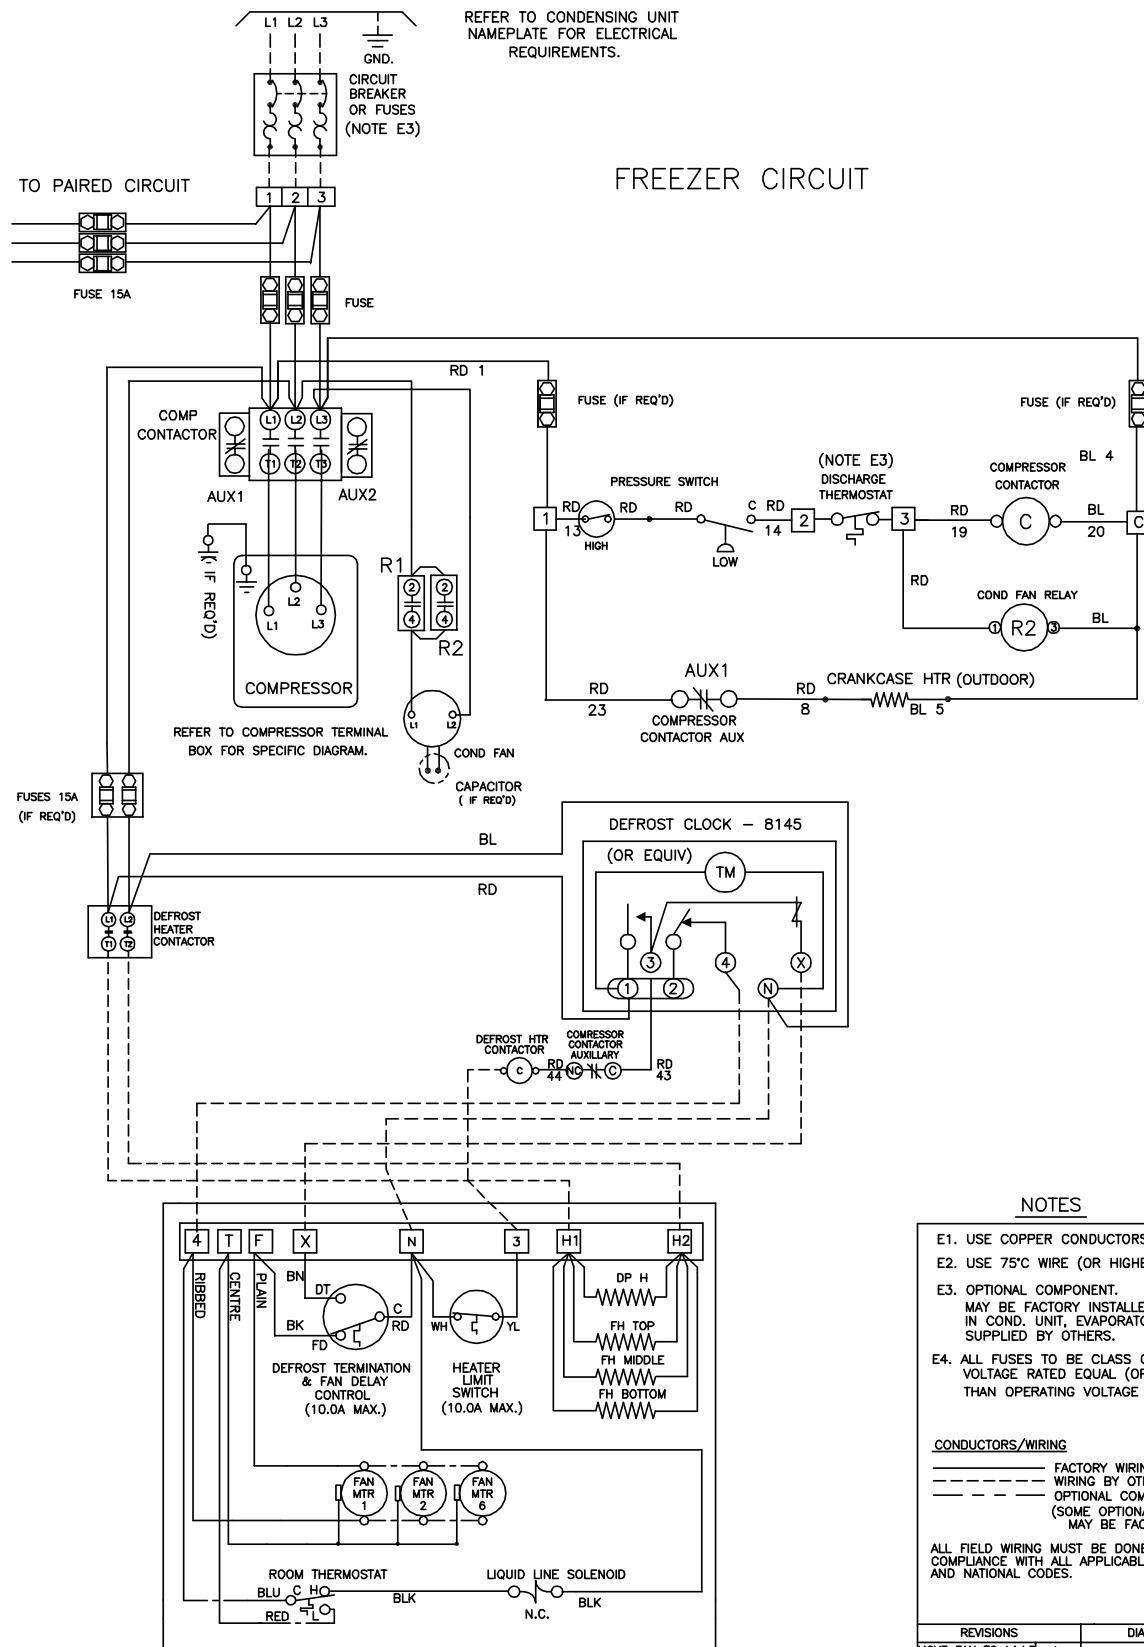 L1 L2 L3
GND.
REFER TO CONDENSING UNIT
NAMEPLATE FOR ELECTRICAL
REQUIREMENTS.
CIRCUIT
BREAKER
OR FUSES
(NOTE E3)
TO PAIRED CIRCUIT
FREEZER CIRCUIT
1 2 3
FUSE 15A
FUSE
RD 1
FUSE (IF REQ'D)
FUSE (IF REQ'D)
COMP
CONTACTOR
L1 L2 L3
T1 T2 T3
AUX1
AUX2
BL 4
PRESSURE SWITCH
(NOTE E3)
DISCHARGE
THERMOSTAT
COMPRESSOR
CONTACTOR
1 RD 13 RD RD C RD 14 2 3 RD 19 C BL 20 C
HIGH
LOW
( IF REQ'D)
L1 L2 L3
COMPRESSOR
R1
2 2
4 4
R2
RD
COND FAN RELAY
1 R2 3 BL
AUX1
RD 23
COMPRESSOR
CONTACTOR AUX
RD 8
CRANKCASE HTR (OUTDOOR)
BL 5
REFER TO COMPRESSOR TERMINAL
BOX FOR SPECIFIC DIAGRAM.
L1 L2
COND FAN
CAPACITOR
( IF REQ'D)
FUSES 15A
(IF REQ'D)
BL
RD
DEFROST CLOCK - 8145
(OR EQUIV)
TM
L1 L2
T1 T2
DEFROST
HEATER
CONTACTOR
3 4 X
1 2 N
DEFROST HTR
CONTACTOR
COMRESSOR
CONTACTOR
AUXILLARY
C RD 44 NC C RD 43
4 T F X N 3 H1 H2
RIBBED
CENTRE
PLAIN
BN
DT
C
RD
BK
FD
WH YL
DEFROST TERMINATION
& FAN DELAY
CONTROL
(10.0A MAX.)
HEATER
LIMIT
SWITCH
(10.0A MAX.)
DP H
FH TOP
FH MIDDLE
FH BOTTOM
FAN
MTR
1
FAN
MTR
2
FAN
MTR
6
ROOM THERMOSTAT
BLU C H
BLK
RED L
LIQUID LINE SOLENOID
N.C.
BLK
NOTES
E1. USE COPPER CONDUCTORS
E2. USE 75°C WIRE (OR HIGHE
E3. OPTIONAL COMPONENT.
MAY BE FACTORY INSTALLE
IN COND. UNIT, EVAPORATO
SUPPLIED BY OTHERS.
E4. ALL FUSES TO BE CLASS
VOLTAGE RATED EQUAL (OR
THAN OPERATING VOLTAGE
CONDUCTORS/WIRING
FACTORY WIRIN
WIRING BY OT
OPTIONAL COM
(SOME OPTION
MAY BE FAC
ALL FIELD WIRING MUST BE DONE
COMPLIANCE WITH ALL APPLICABL
AND NATIONAL CODES.
REVISIONS
DIA